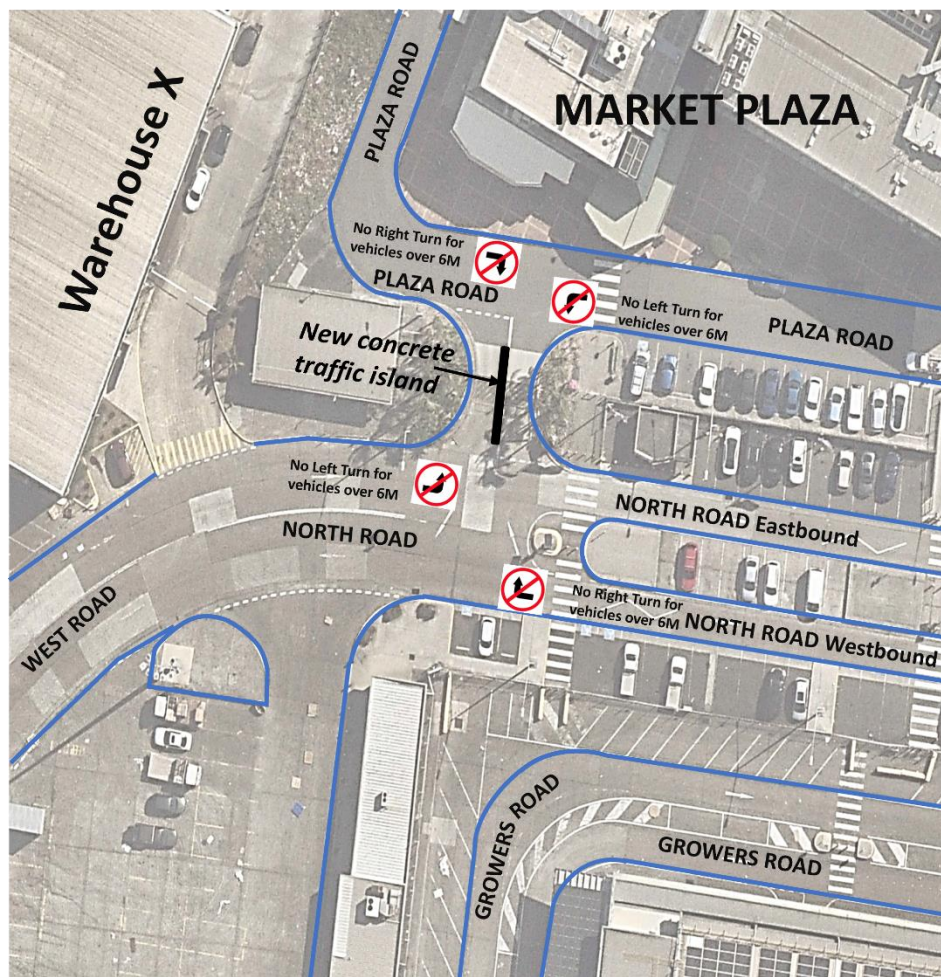 MARKET PLAZA
PLAZA ROAD
Warehouse X
No Right Turn for
vehicles over 6M
PLAZA ROAD
No Left Turn for
vehicles over 6M
PLAZA ROAD
New concrete
traffic island
No Left Turn for
vehicles over 6M
NORTH ROAD
NORTH ROAD Eastbound
No Right Turn for
vehicles over 6M
NORTH ROAD Westbound
WEST ROAD
GROWERS ROAD
GROWERS ROAD